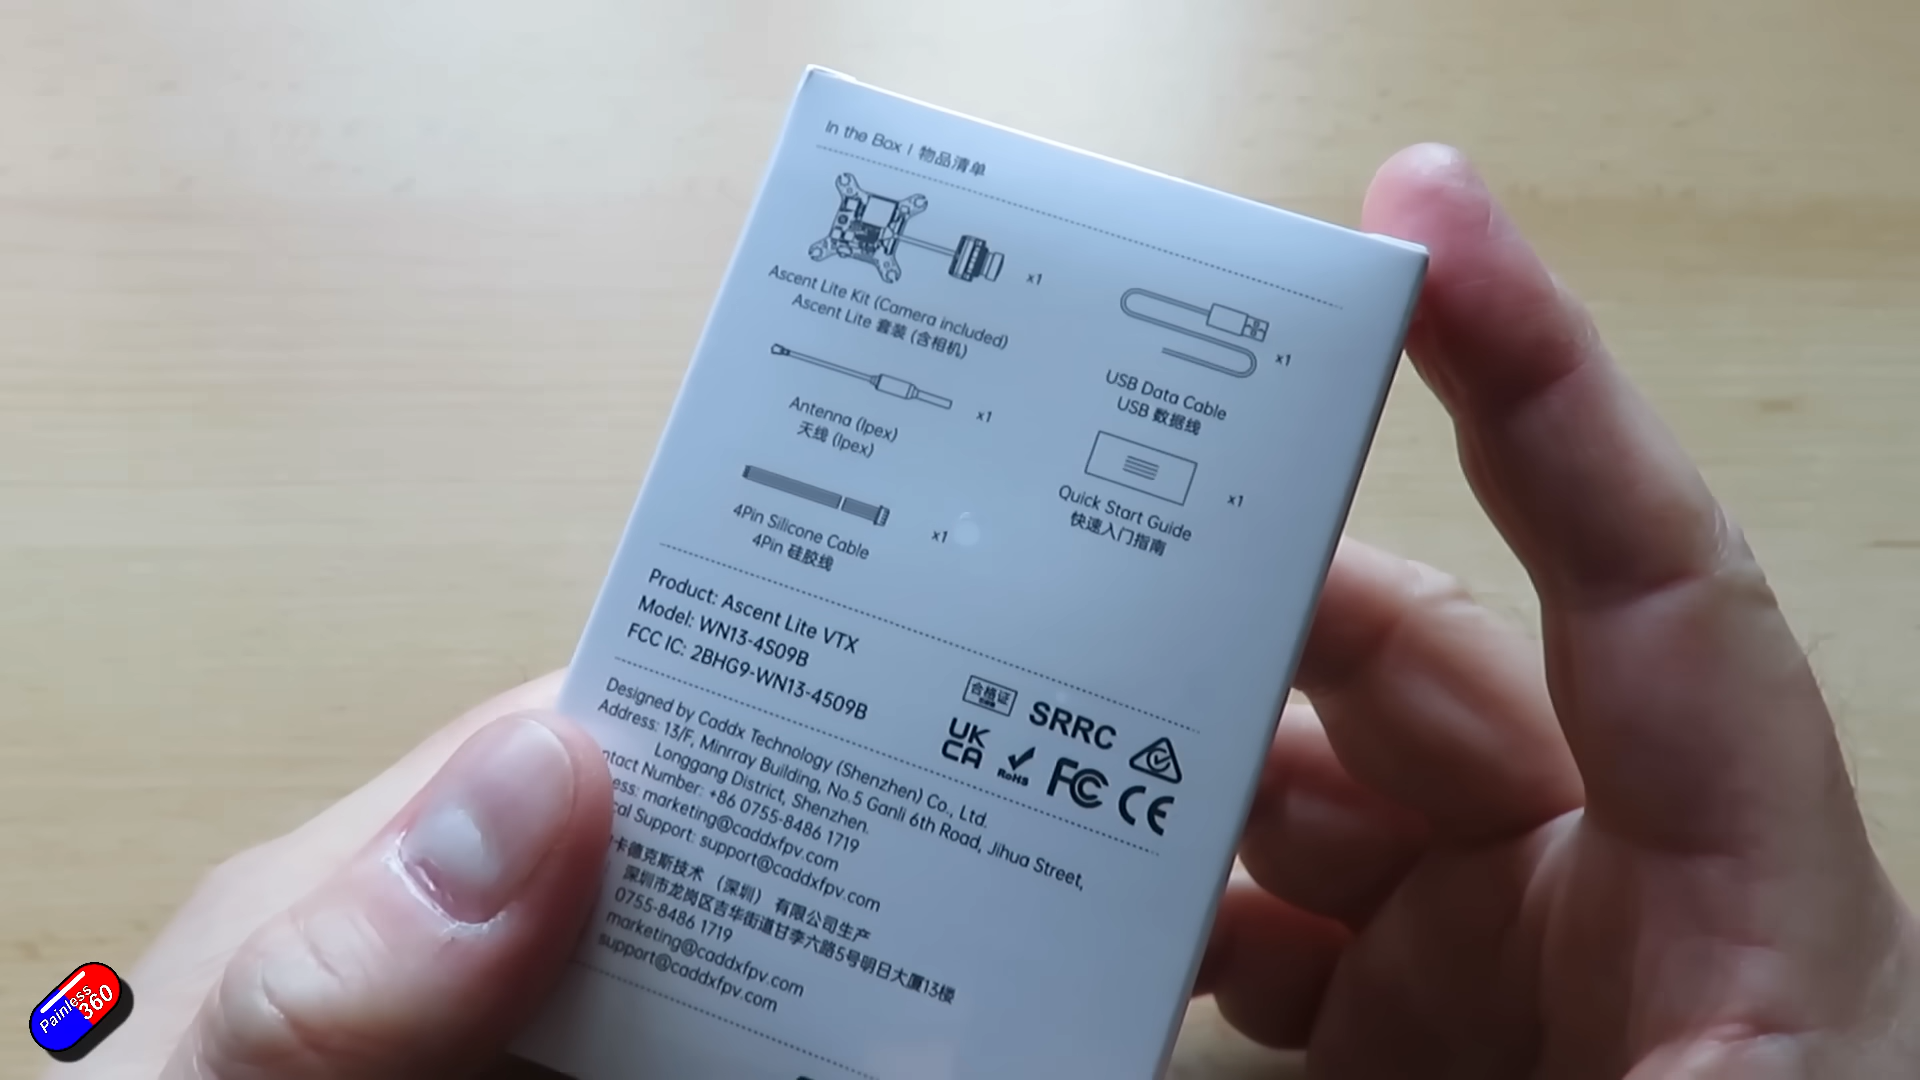 In the Box | 物品清单
x1
Ascent Lite Kit (Camera included)
Ascent Lite 套装 (含相机)
x1
Antenna (Ipex)
天线 (Ipex)
x1
4Pin Silicone Cable
4Pin 硅胶线
x1
USB Data Cable
USB 数据线
x1
Quick Start Guide
快速入门指南
Product: Ascent Lite VTX
Model: WN13-4S09B
FCC IC: 2BHG9-WN13-4509B
合格证
SRRC
UK
CA
RoHS
FC
CE
Designed by Caddx Technology (Shenzhen) Co., Ltd.
Address: 13/F, Minrray Building, No.5 Ganli 6th Road, Jihua Street,
Longgang District, Shenzhen.
ntact Number: +86 0755-8486 1719
ess: marketing@caddxfpv.com
cal Support: support@caddxfpv.com
卡德克斯技术 (深圳) 有限公司生产
深圳市龙岗区吉华街道甘李六路5号明日大厦13楼
0755-8486 1719
marketing@caddxfpv.com
support@caddxfpv.com
Painless
360